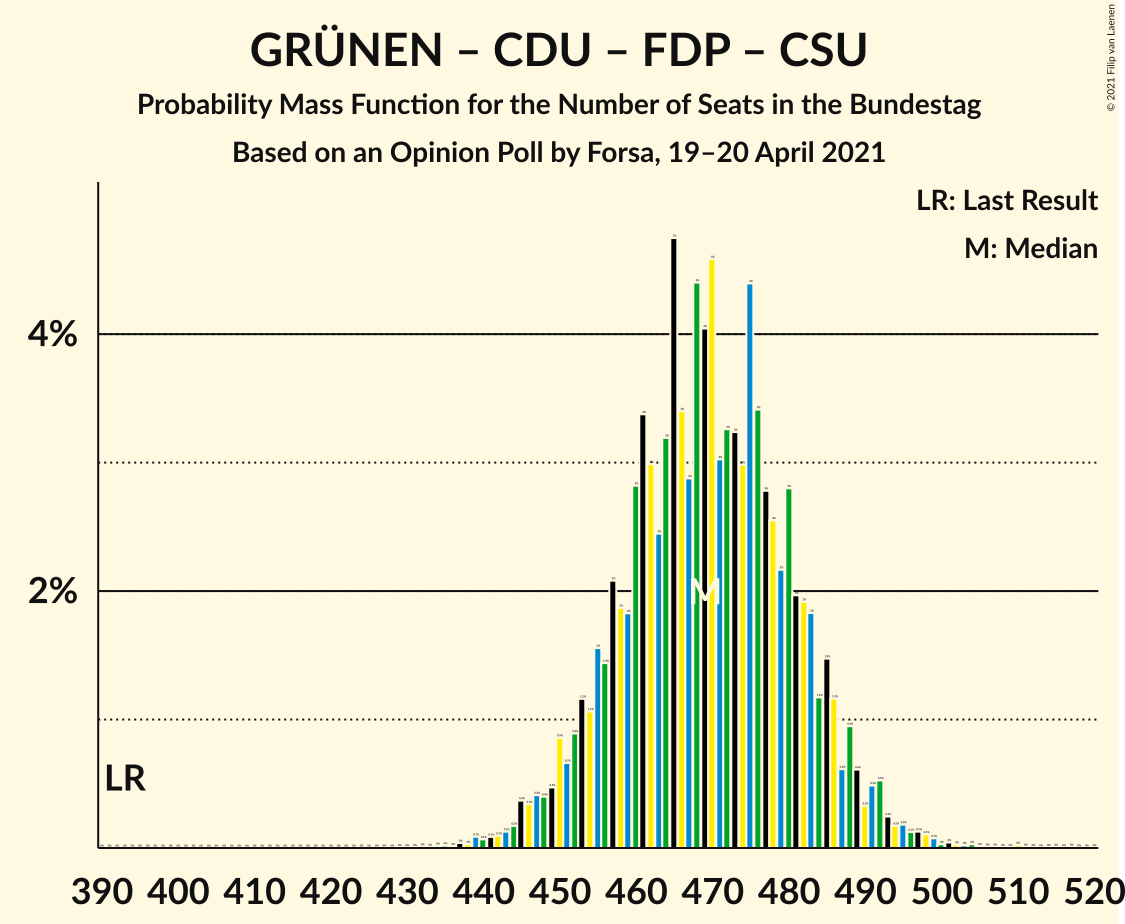 GRÜNEN – CDU – FDP – CSU
Probability Mass Function for the Number of Seats in the Bundestag
Based on an Opinion Poll by Forsa, 19–20 April 2021
© 2021 Filip van Laenen
LR: Last Result
M: Median
4%
2%
M
LR
390 400 410 420 430 440 450 460 470 480 490 500 510 520